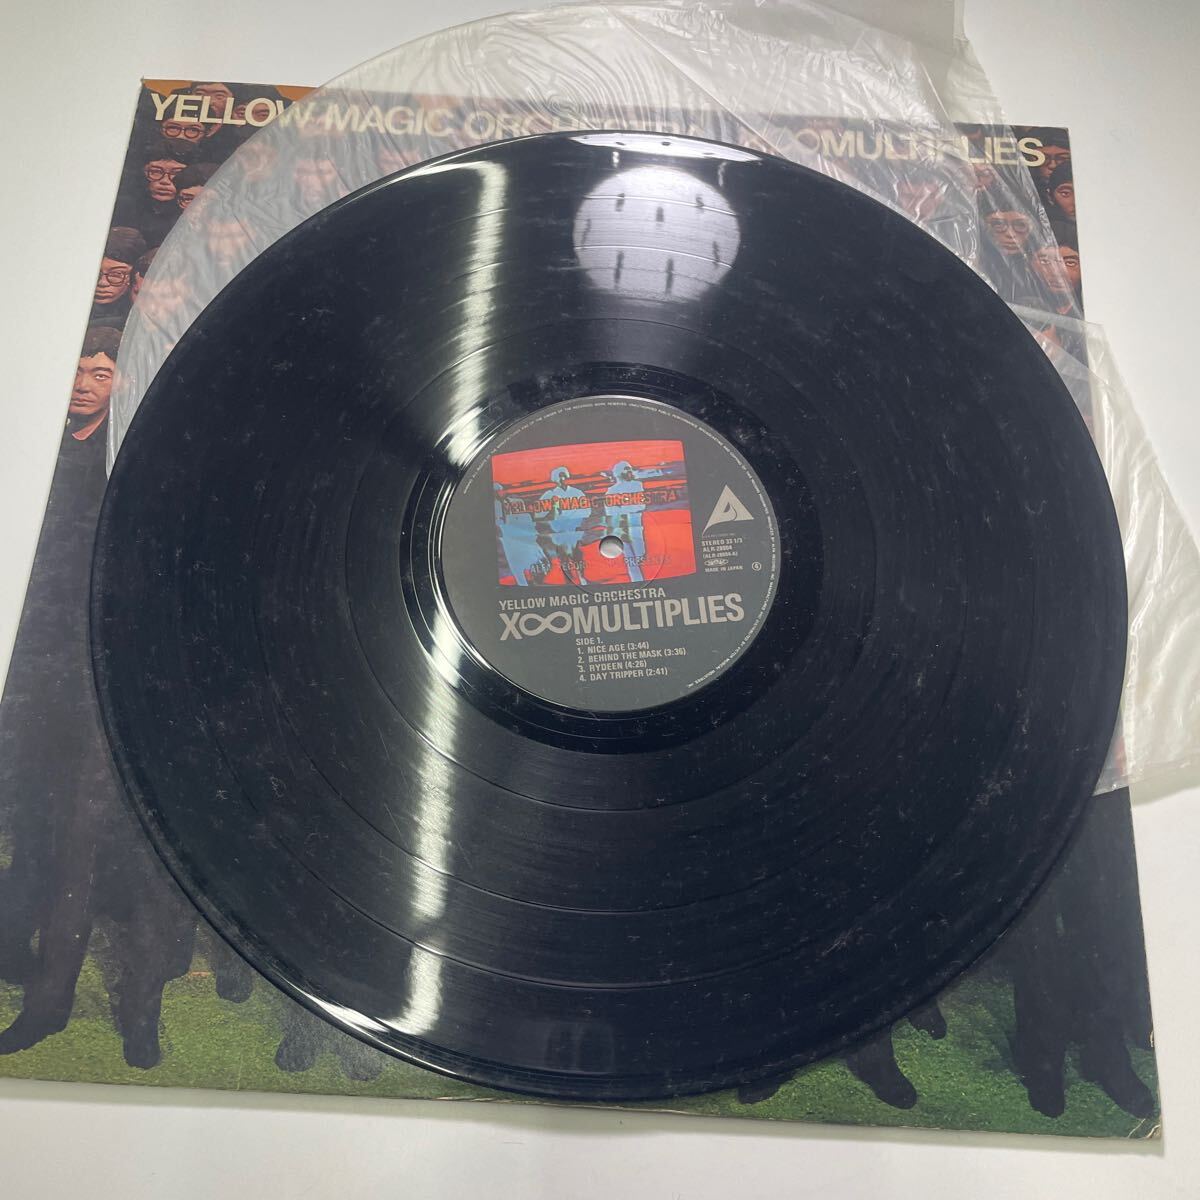 YELLOW MAGIC ORCHESTRA X∞MULTIPLIES
YELLOW MAGIC ORCHESTRA
STEREO 33 1/3
ALR-28004
(ALR-28004-A)
MADE IN JAPAN
YELLOW MAGIC ORCHESTRA
X∞MULTIPLIES
SIDE 1.
1. NICE AGE (3:44)
2. BEHIND THE MASK (3:36)
3. RYDEEN (4:26)
4. DAY TRIPPER (2:41)